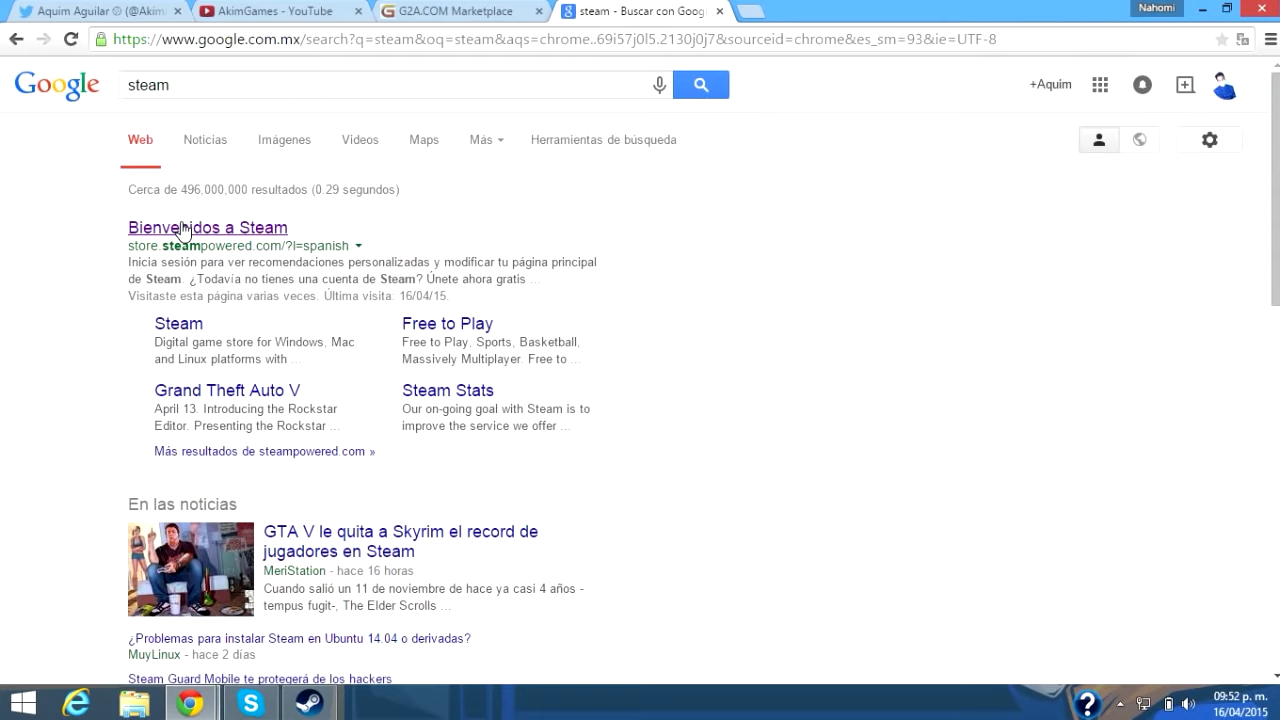 Aquim Aguilar
(@Akim
AkimGames - YouTube
G2A.COM Marketplace
steam - Buscar con Goog
Nahomi
https://www.google.com.mx/search?q=steam&oq=steam&aqs=chrome..69i57j0l5.2130j0j7&sourceid=chrome&es_sm=93&ie=UTF-8
Google
steam
+Aquím
Web
Noticias
Imágenes
Videos
Maps
Más
Herramientas de búsqueda
Cerca de 496,000,000 resultados (0.29 segundos)
Bienvenidos a Steam
store.steampowered.com/?l=spanish
Inicia sesión para ver recomendaciones personalizadas y modificar tu página principal
de Steam. ¿Todavía no tienes una cuenta de Steam? Únete ahora gratis ...
Visitaste esta página varias veces. Última visita: 16/04/15.
Steam
Digital game store for Windows, Mac
and Linux platforms with ...
Free to Play
Free to Play, Sports, Basketball,
Massively Multiplayer. Free to ...
Grand Theft Auto V
April 13. Introducing the Rockstar
Editor. Presenting the Rockstar ...
Steam Stats
Our on-going goal with Steam is to
improve the service we offer ...
Más resultados de steampowered.com »
En las noticias
GTA V le quita a Skyrim el record de
jugadores en Steam
MeriStation - hace 16 horas
Cuando salió un 11 de noviembre de hace ya casi 4 años -
tempus fugit-, The Elder Scrolls ...
¿Problemas para instalar Steam en Ubuntu 14.04 o derivadas?
MuyLinux - hace 2 días
Steam Guard Mobile te protegerá de los hackers
09:52 p. m.
16/04/2015